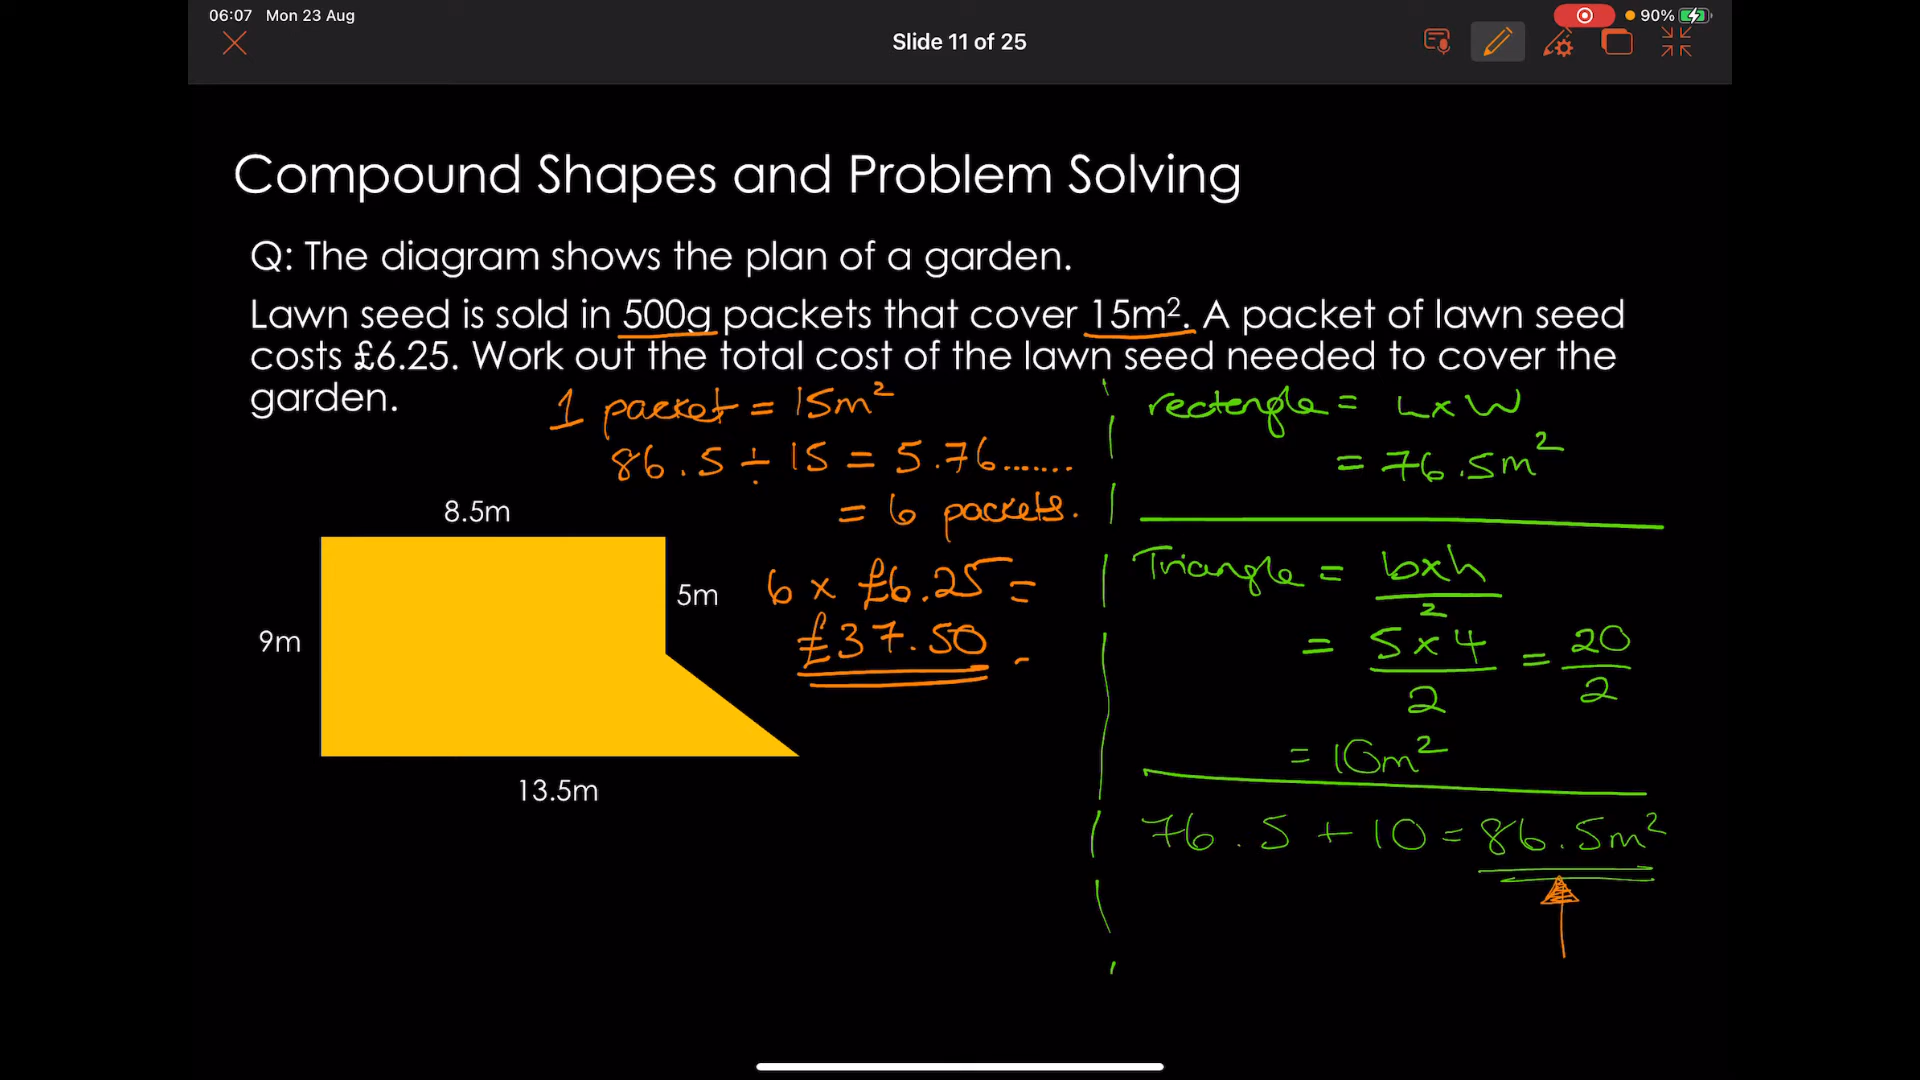 06:07 Mon 23 Aug
90%
Slide 11 of 25
Compound Shapes and Problem Solving
Q: The diagram shows the plan of a garden.
Lawn seed is sold in 500g packets that cover 15m². A packet of lawn seed
costs £6.25. Work out the total cost of the lawn seed needed to cover the
garden.
1 packet = 15m²
86.5 ÷ 15 = 5.76.......
= 6 packets.
6 x £6.25 =
£37.50
8.5m
5m
9m
13.5m
rectangle = L x W
= 76.5m²
Triangle = bxh
2
= 5 x 4 = 20
2 2
= 10m²
76.5 + 10 = 86.5m²